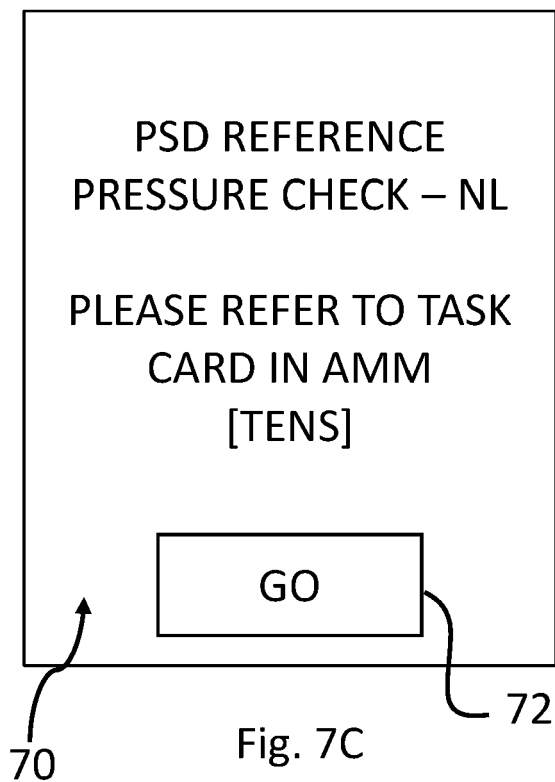 PSD REFERENCE
PRESSURE CHECK – NL
PLEASE REFER TO TASK
CARD IN AMM
[TENS]
GO
72
70
Fig. 7C